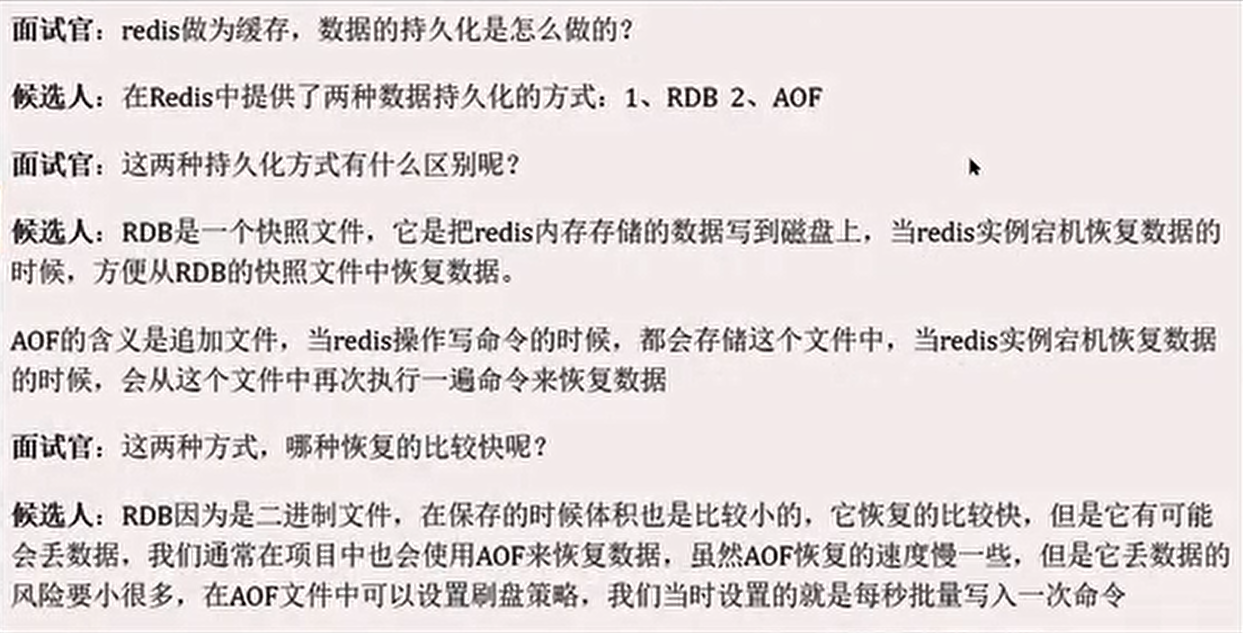 面试官：redis做为缓存，数据的持久化是怎么做的？
候选人：在Redis中提供了两种数据持久化的方式：1、RDB 2、AOF
面试官：这两种持久化方式有什么区别呢？
候选人：RDB是一个快照文件，它是把redis内存存储的数据写到磁盘上，当redis实例宕机恢复数据的
时候，方便从RDB的快照文件中恢复数据。
AOF的含义是追加文件，当redis操作写命令的时候，都会存储这个文件中，当redis实例宕机恢复数据
的时候，会从这个文件中再次执行一遍命令来恢复数据
面试官：这两种方式，哪种恢复的比较快呢？
候选人：RDB因为是二进制文件，在保存的时候体积也是比较小的，它恢复的比较快，但是它有可能
会丢数据，我们通常在项目中也会使用AOF来恢复数据，虽然AOF恢复的速度慢一些，但是它丢数据的
风险要小很多，在AOF文件中可以设置刷盘策略，我们当时设置的就是每秒批量写入一次命令